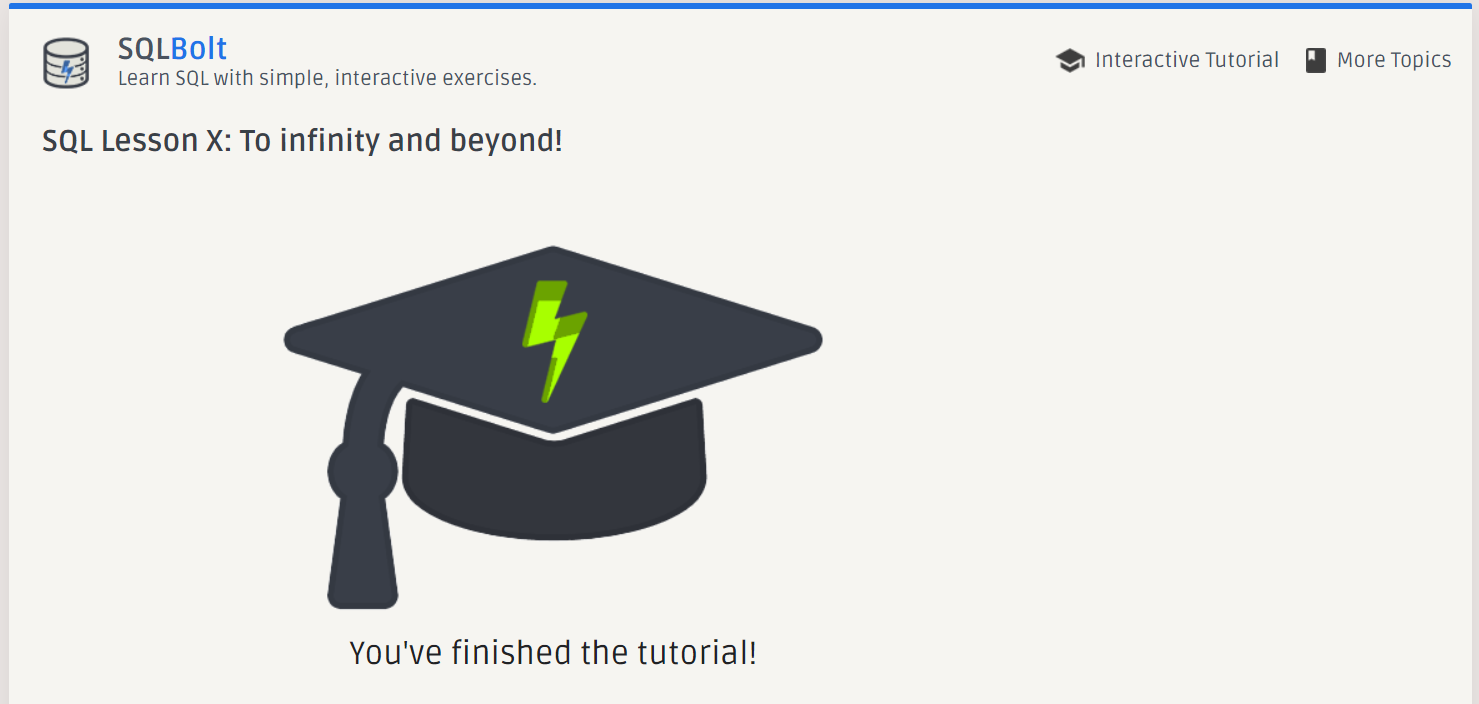 SQLBolt
Learn SQL with simple, interactive exercises.
Interactive Tutorial
More Topics
SQL Lesson X: To infinity and beyond!
You've finished the tutorial!